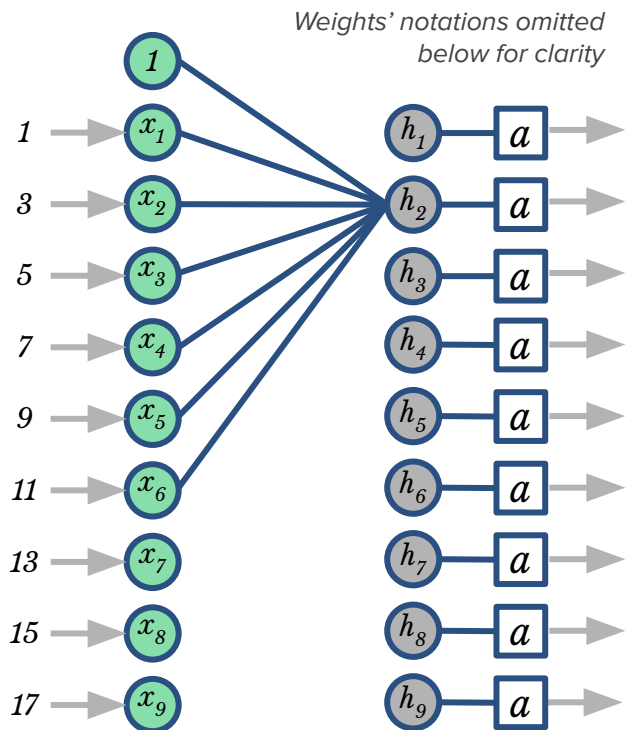 Weights’ notations omitted
below for clarity
1
1 x₁ h₁ a
3 x₂ h₂ a
5 x₃ h₃ a
7 x₄ h₄ a
9 x₅ h₅ a
11 x₆ h₆ a
13 x₇ h₇ a
15 x₈ h₈ a
17 x₉ h₉ a